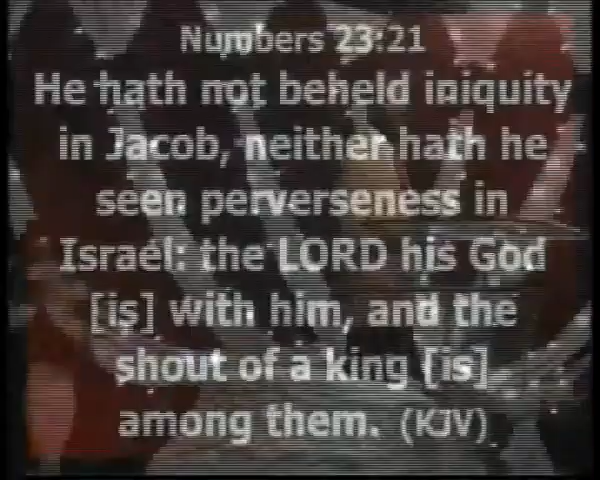 Numbers 23:21
He hath not beheld iniquity
in Jacob, neither hath he
seen perverseness in
Israel: the LORD his God
[is] with him, and the
shout of a king [is]
among them. (KJV)